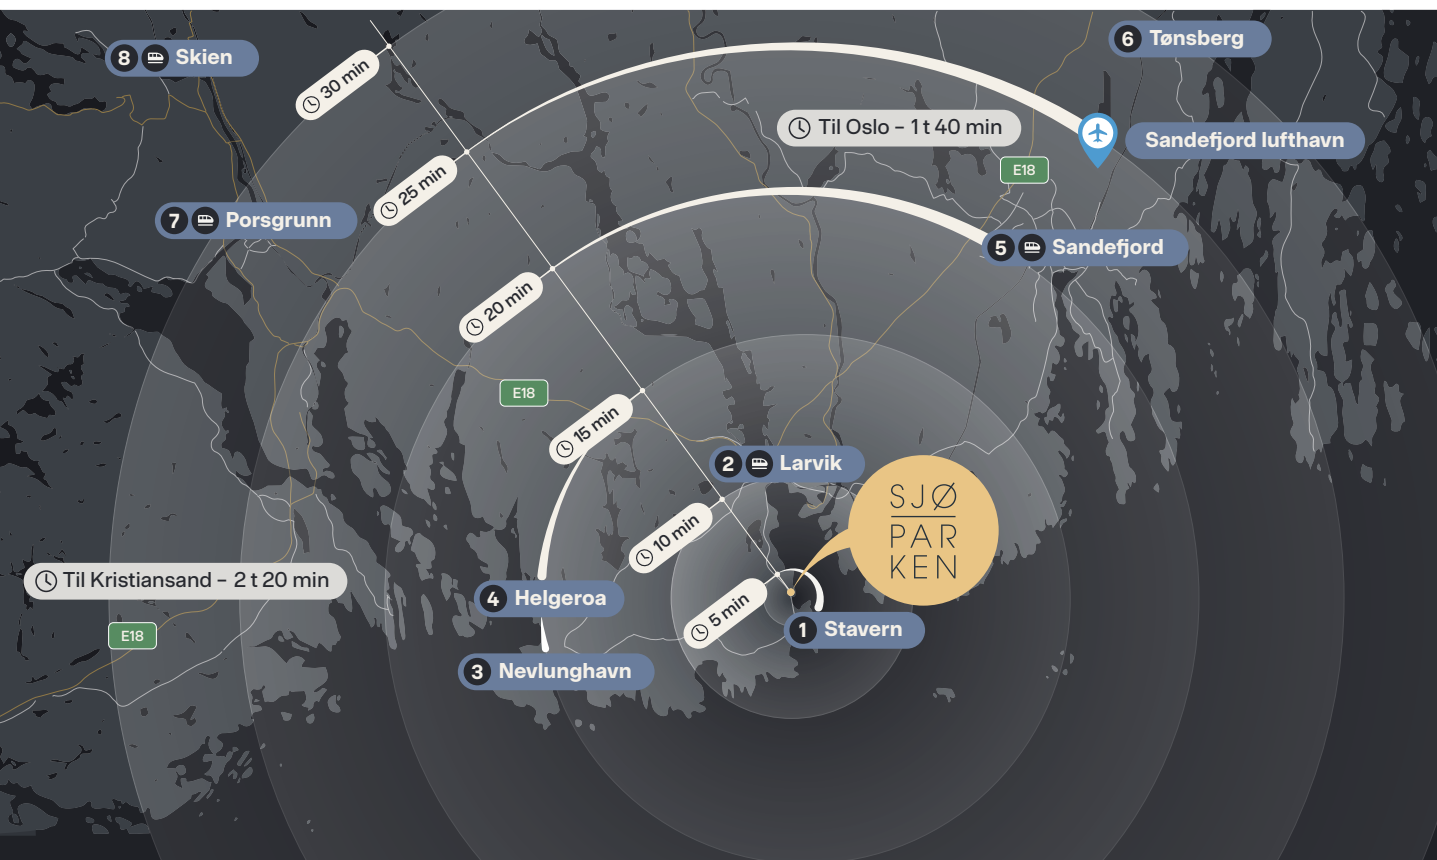 8 Skien
6 Tønsberg
30 min
Til Oslo – 1 t 40 min
Sandefjord lufthavn
E18
25 min
7 Porsgrunn
5 Sandefjord
20 min
E18
15 min
2 Larvik
SJØ
PAR
KEN
10 min
Til Kristiansand – 2 t 20 min
4 Helgeroa
5 min
E18
1 Stavern
3 Nevlunghavn